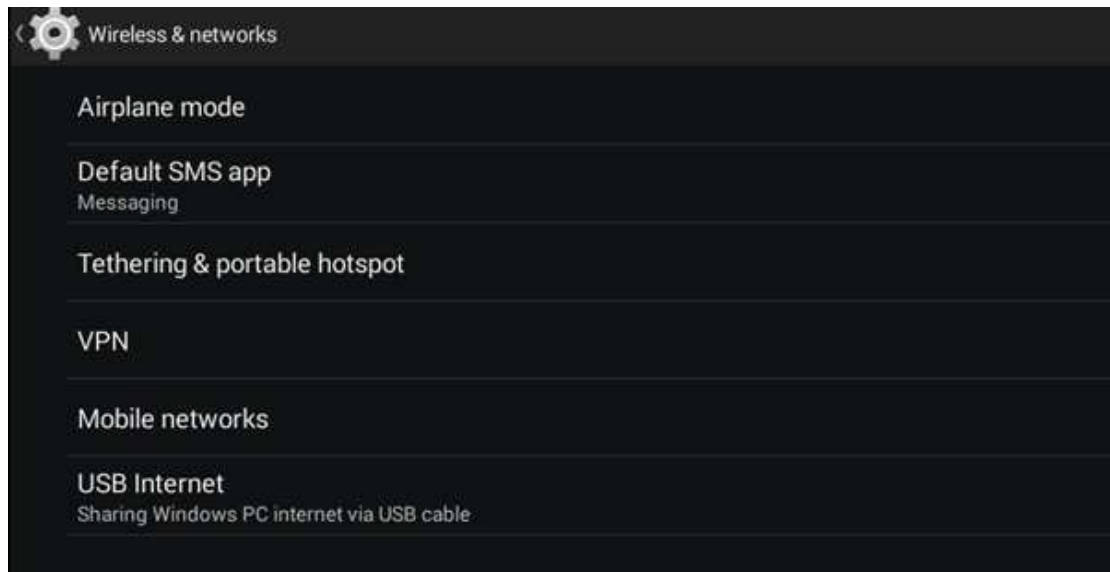 Wireless & networks
Airplane mode
Default SMS app
Messaging
Tethering & portable hotspot
VPN
Mobile networks
USB Internet
Sharing Windows PC internet via USB cable